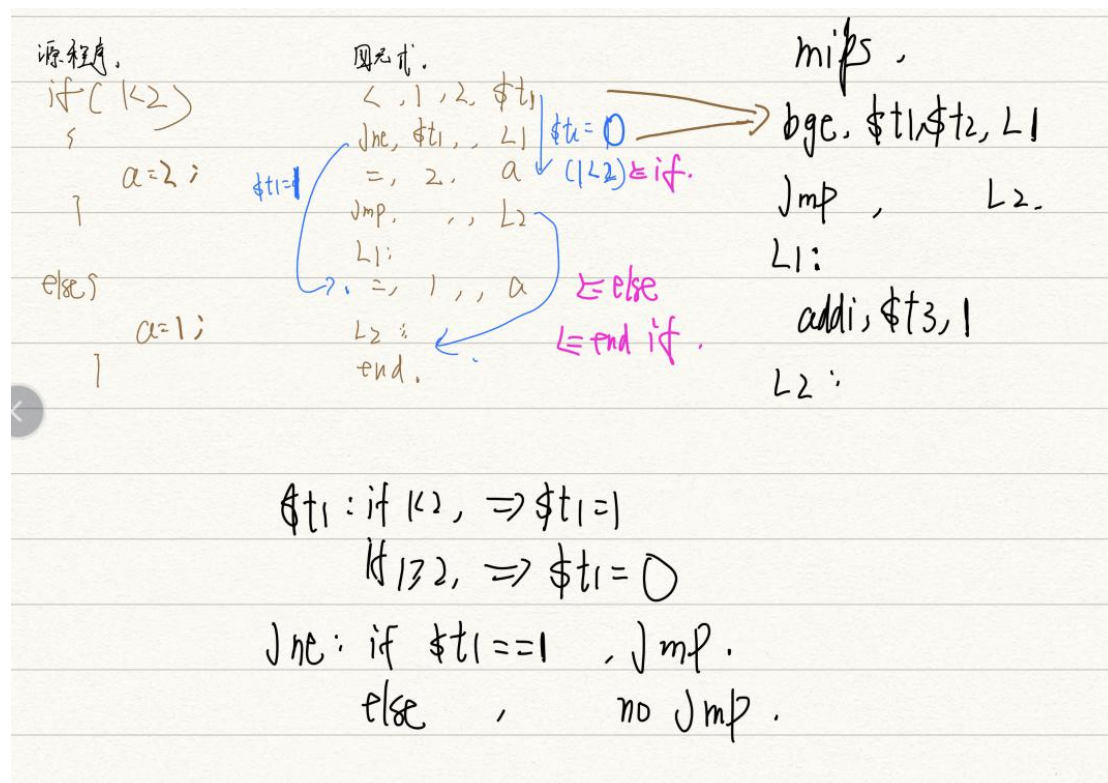 源程序.
if( 1<2 )
{
a=2;
}
else{
a=1;
}
四元式.
<, 1, 2, $t1
Jne, $t1, , L1
=, 2. a
Jmp. , , L2
L1:
=, 1, , a
L2:
end.
$t1=1
$t1=0
(1<2)
<= if.
<= else
<= end if.
mips.
bge. $t1,$t2, L1
Jmp , L2.
L1:
addi, $t3, 1
L2:
$t1: if 1<2, => $t1=1
if 1≥2, => $t1=0
Jne: if $t1==1 , Jmp.
else , no Jmp.